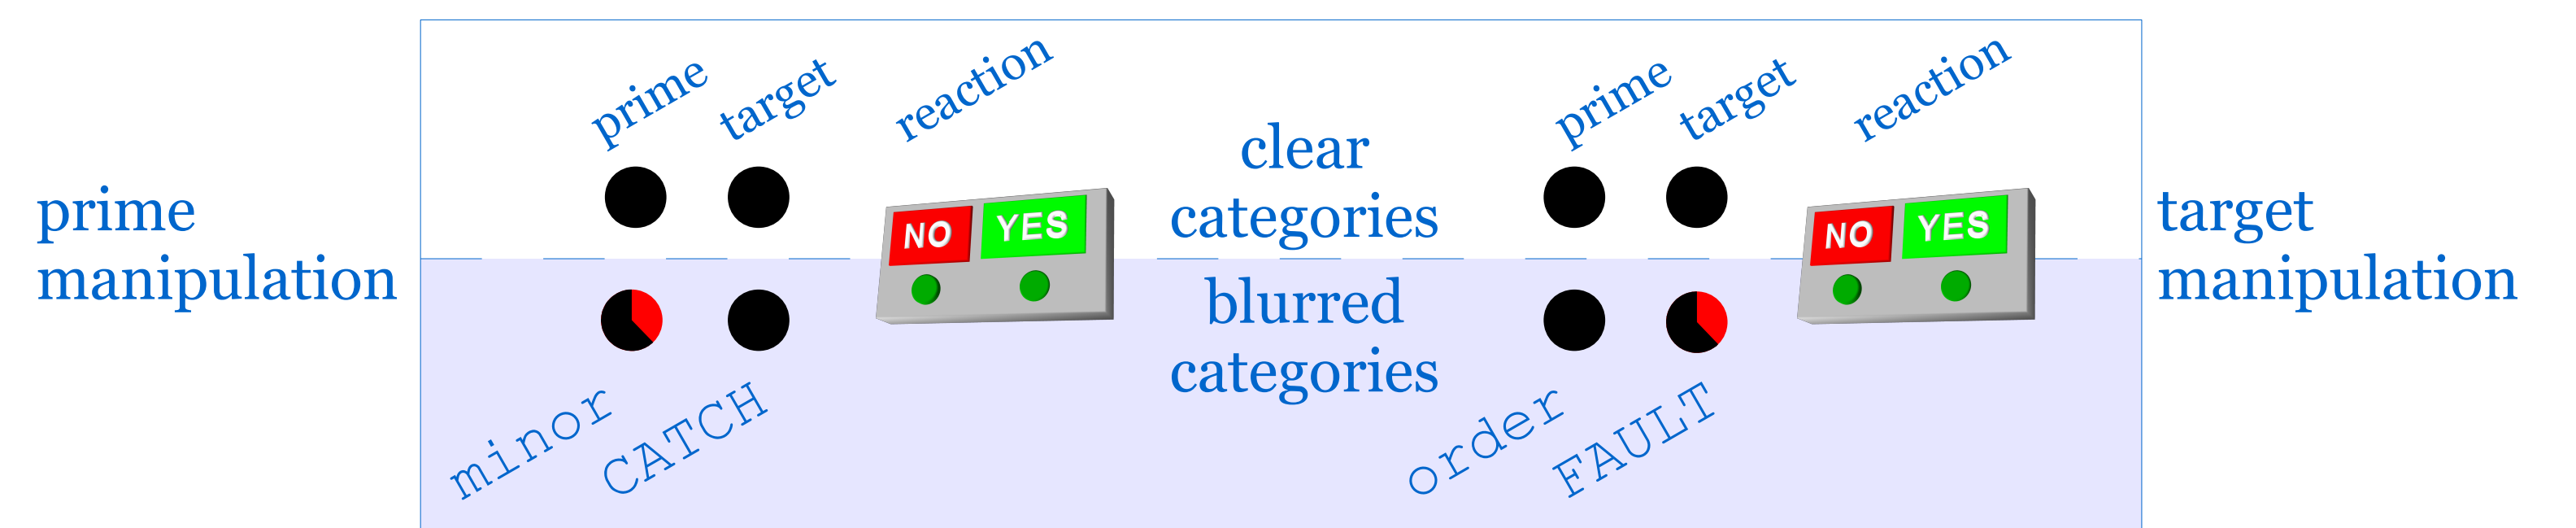 prime
manipulation
prime target reaction
NO YES
minor
CATCH
clear
categories
blurred
categories
prime target reaction
NO YES
order
FAULT
target
manipulation